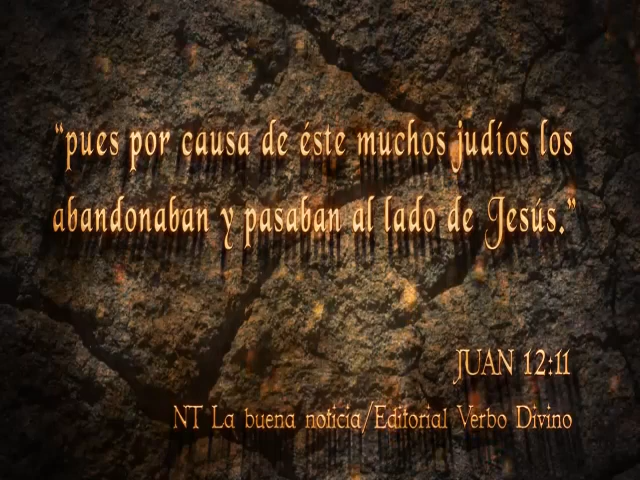 “pues por causa de éste muchos judíos los
abandonaban y pasaban al lado de Jesús.”
JUAN 12:11
NT La buena noticia/Editorial Verbo Divino